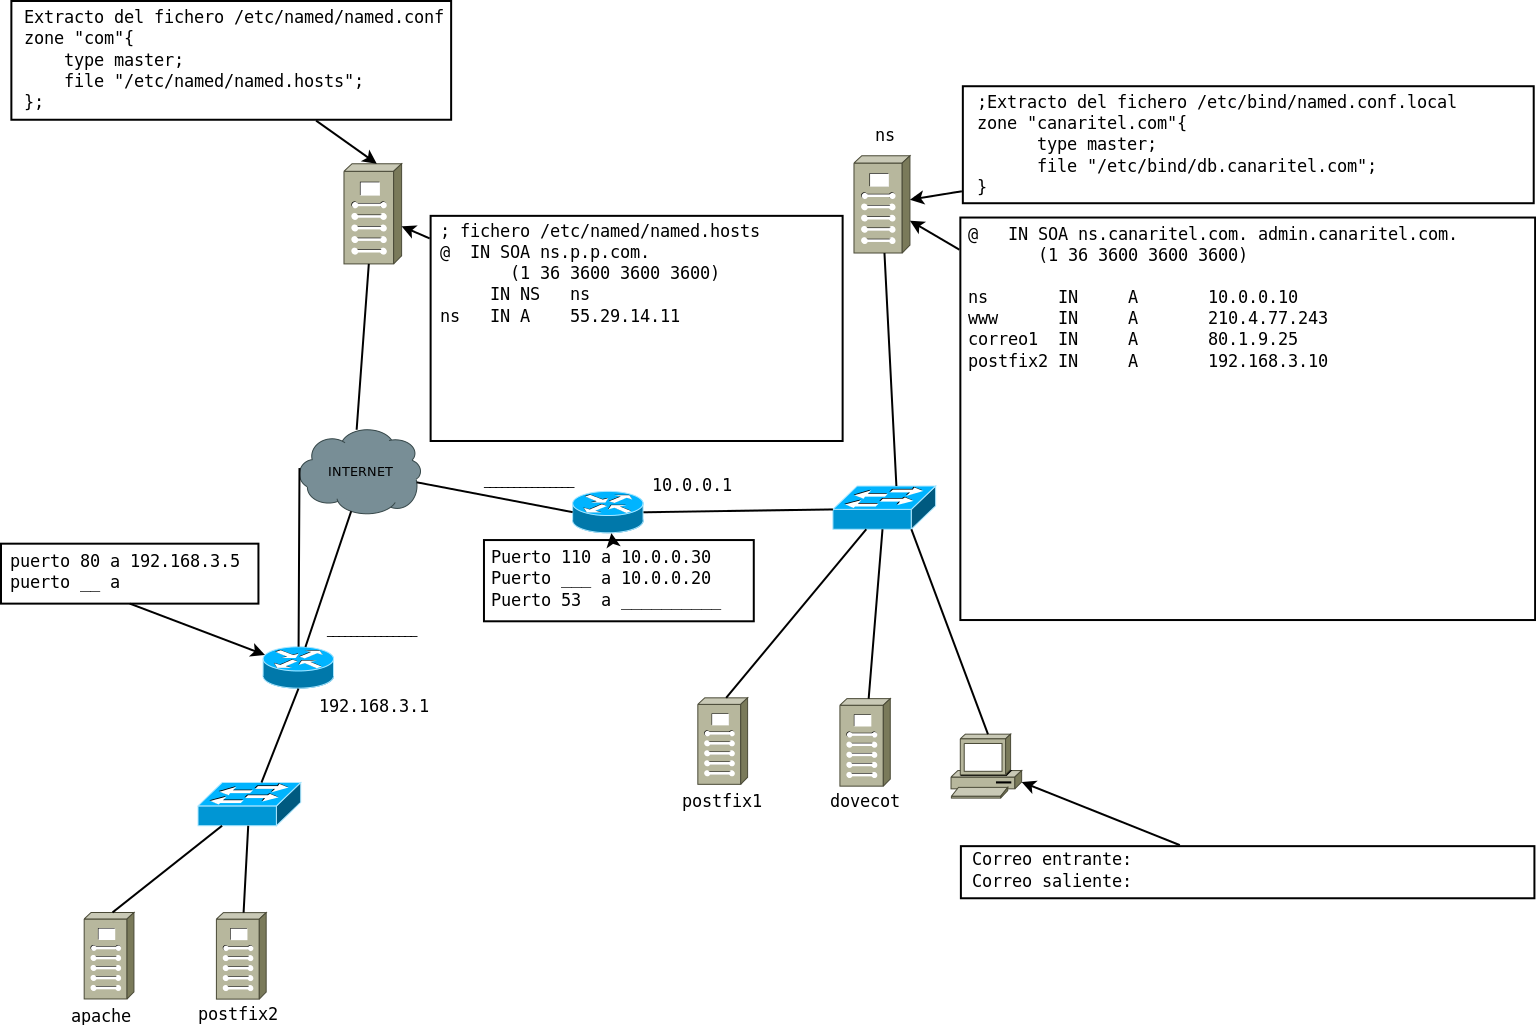 Extracto del fichero /etc/named/named.conf
zone "com"{
    type master;
    file "/etc/named/named.hosts";
};
;Extracto del fichero /etc/bind/named.conf.local
zone "canaritel.com"{
      type master;
      file "/etc/bind/db.canaritel.com";
}
ns
; fichero /etc/named/named.hosts
@  IN SOA ns.p.p.com.
       (1 36 3600 3600 3600)
     IN NS   ns
ns   IN A    55.29.14.11
@   IN SOA ns.canaritel.com. admin.canaritel.com.
       (1 36 3600 3600 3600)
ns       IN     A       10.0.0.10
www      IN     A       210.4.77.243
correo1  IN     A       80.1.9.25
postfix2 IN     A       192.168.3.10
INTERNET
_____________
10.0.0.1
puerto 80 a 192.168.3.5
puerto __ a
Puerto 110 a 10.0.0.30
Puerto ___ a 10.0.0.20
Puerto 53  a __________
_____________
192.168.3.1
postfix1
dovecot
Correo entrante:
Correo saliente:
apache
postfix2